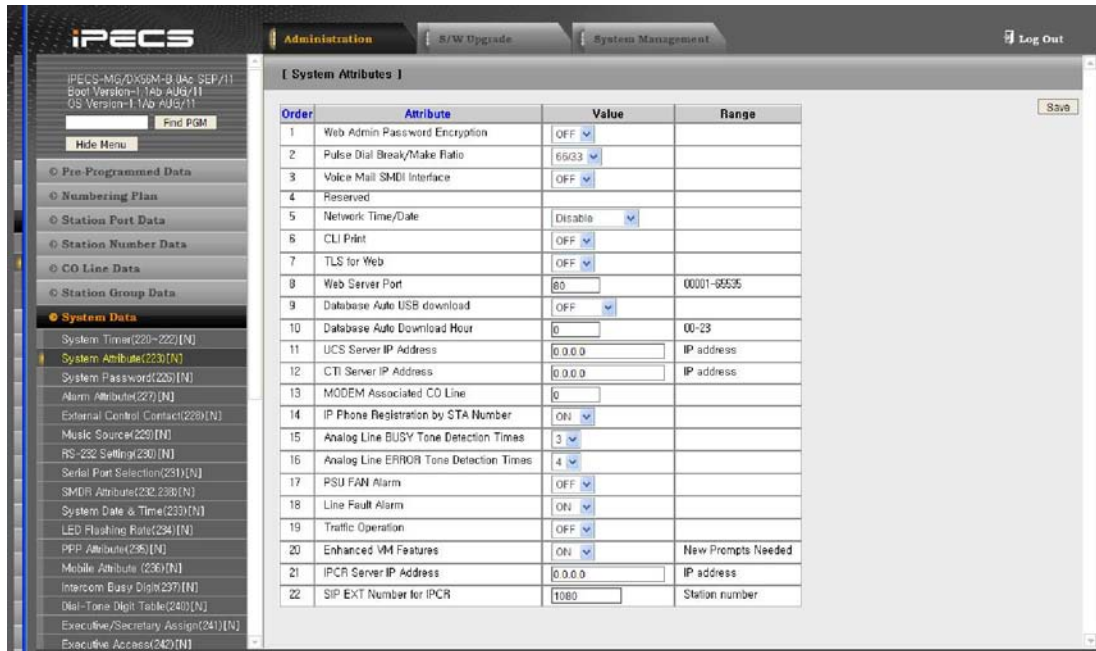 iPECS
Administration
S/W Upgrade
System Management
Log Out
iPECS-MG/DX56M-B.0Ac SEP/11
Boot Version-1.1Ab AUG/11
OS Version-1.1Ab AUG/11
Find PGM
Hide Menu
© Pre-Programmed Data
© Numbering Plan
© Station Port Data
© Station Number Data
© CO Line Data
© Station Group Data
System Data
System Timer(220~222)[N]
System Attribute(223)[N]
System Password(226)[N]
Alarm Attribute(227)[N]
External Control Contact(228)[N]
Music Source(229)[N]
RS-232 Setting(230)[N]
Serial Port Selection(231)[N]
SMDR Attribute(232,238)[N]
System Date & Time(233)[N]
LED Flashing Rate(234)[N]
PPP Attribute(235)[N]
Mobile Attribute (236)[N]
Intercom Busy Digit(237)[N]
Dial-Tone Digit Table(240)[N]
Executive/Secretary Assign(241)[N]
Executive Access(242)[N]
[ System Attributes ]
Save
Order Attribute Value Range
1 Web Admin Password Encryption OFF
2 Pulse Dial Break/Make Ratio 66/33
3 Voice Mail SMDI Interface OFF
4 Reserved
5 Network Time/Date Disable
6 CLI Print OFF
7 TLS for Web OFF
8 Web Server Port 80 00001-65535
9 Database Auto USB download OFF
10 Database Auto Download Hour 0 00-23
11 UCS Server IP Address 0.0.0.0 IP address
12 CTI Server IP Address 0.0.0.0 IP address
13 MODEM Associated CO Line 0
14 IP Phone Registration by STA Number ON
15 Analog Line BUSY Tone Detection Times 3
16 Analog Line ERROR Tone Detection Times 4
17 PSU FAN Alarm OFF
18 Line Fault Alarm ON
19 Traffic Operation OFF
20 Enhanced VM Features ON New Prompts Needed
21 IPCR Server IP Address 0.0.0.0 IP address
22 SIP EXT Number for IPCR 1080 Station number